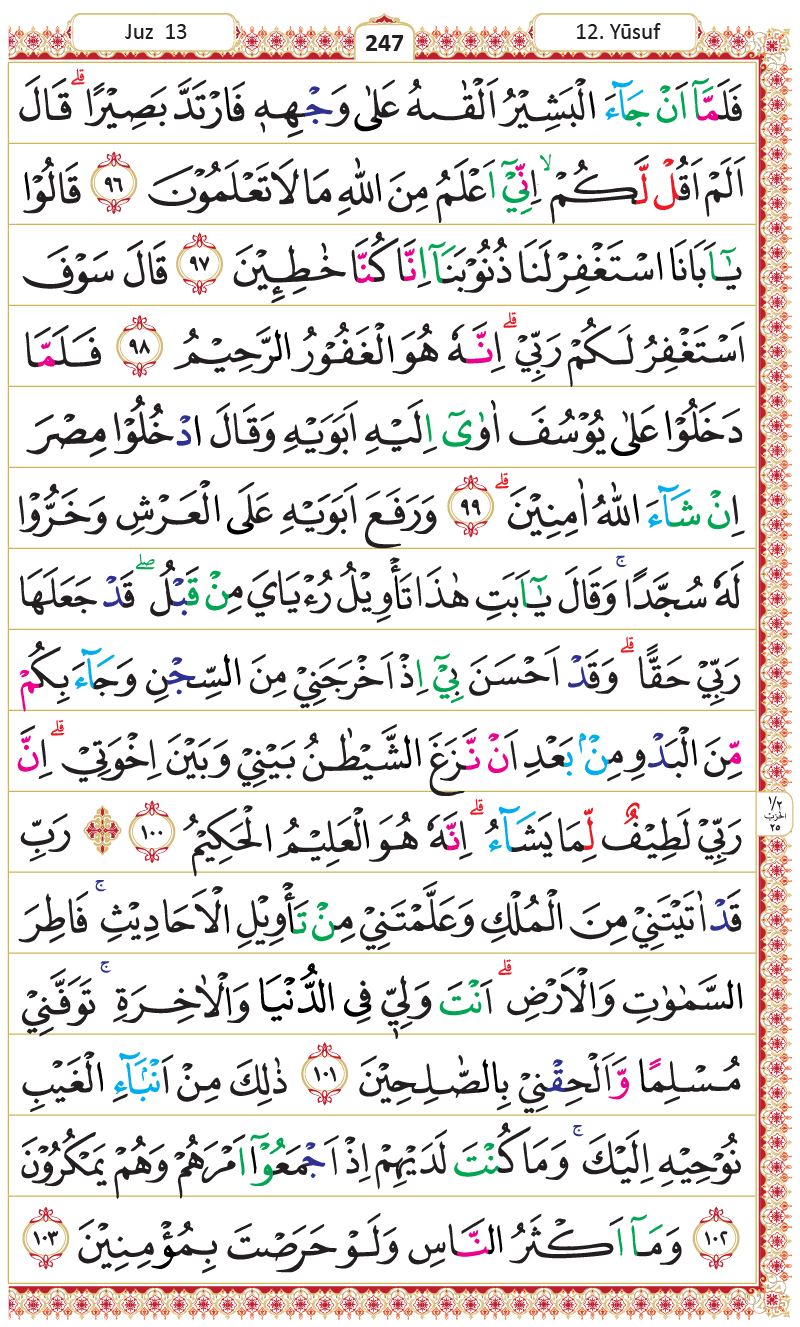 Juz 13
247
12. Yūsuf
فَلَمَّآ اَنْ جَآءَ الْبَشِيْرُ اَلْقٰىهُ عَلٰى وَجْهِهٖ فَارْتَدَّ بَصِيْرًاۗ قَالَ
اَلَمْ اَقُلْ لَّكُمْۙ اِنِّيْٓ اَعْلَمُ مِنَ اللّٰهِ مَا لَا تَعْلَمُوْنَ ٩٦ قَالُوْا
يٰٓاَبَانَا اسْتَغْفِرْ لَنَا ذُنُوْبَنَآ اِنَّا كُنَّا خٰطِـِٕيْنَ ٩٧ قَالَ سَوْفَ
اَسْتَغْفِرُ لَكُمْ رَبِّيْۗ اِنَّهٗ هُوَ الْغَفُوْرُ الرَّحِيْمُ ٩٨ فَلَمَّا
دَخَلُوْا عَلٰى يُوْسُفَ اٰوٰىٓ اِلَيْهِ اَبَوَيْهِ وَقَالَ ادْخُلُوْا مِصْرَ
اِنْ شَآءَ اللّٰهُ اٰمِنِيْنَۗ ٩٩ وَرَفَعَ اَبَوَيْهِ عَلَى الْعَرْشِ وَخَرُّوْا
لَهٗ سُجَّدًاۚ وَقَالَ يٰٓاَبَتِ هٰذَا تَأْوِيْلُ رُءْيَايَ مِنْ قَبْلُۖ قَدْ جَعَلَهَا
رَبِّيْ حَقًّاۗ وَقَدْ اَحْسَنَ بِيْٓ اِذْ اَخْرَجَنِيْ مِنَ السِّجْنِ وَجَآءَ بِكُمْ
مِّنَ الْبَدْوِ مِنْۢ بَعْدِ اَنْ نَّزَغَ الشَّيْطٰنُ بَيْنِيْ وَبَيْنَ اِخْوَتِيْۗ اِنَّ
رَبِّيْ لَطِيْفٌ لِّمَا يَشَآءُۗ اِنَّهٗ هُوَ الْعَلِيْمُ الْحَكِيْمُ ١٠٠ ۞ رَبِّ
١/٢
الحزب
٢٥
قَدْ اٰتَيْتَنِيْ مِنَ الْمُلْكِ وَعَلَّمْتَنِيْ مِنْ تَأْوِيْلِ الْاَحَادِيْثِۚ فَاطِرَ
السَّمٰوٰتِ وَالْاَرْضِۗ اَنْتَ وَلِيّٖ فِى الدُّنْيَا وَالْاٰخِرَةِۚ تَوَفَّنِيْ
مُسْلِمًا وَّاَلْحِقْنِيْ بِالصّٰلِحِيْنَ ١٠١ ذٰلِكَ مِنْ اَنْۢبَآءِ الْغَيْبِ
نُوْحِيْهِ اِلَيْكَۚ وَمَا كُنْتَ لَدَيْهِمْ اِذْ اَجْمَعُوْٓا اَمْرَهُمْ وَهُمْ يَمْكُرُوْنَ
١٠٢ وَمَآ اَكْثَرُ النَّاسِ وَلَوْ حَرَصْتَ بِمُؤْمِنِيْنَ ١٠٣